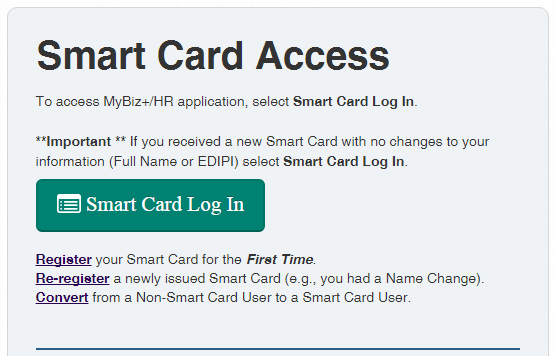 Smart Card Access
To access MyBiz+/HR application, select Smart Card Log In.
**Important ** If you received a new Smart Card with no changes to your
information (Full Name or EDIPI) select Smart Card Log In.
Smart Card Log In
Register your Smart Card for the First Time.
Re-register a newly issued Smart Card (e.g., you had a Name Change).
Convert from a Non-Smart Card User to a Smart Card User.